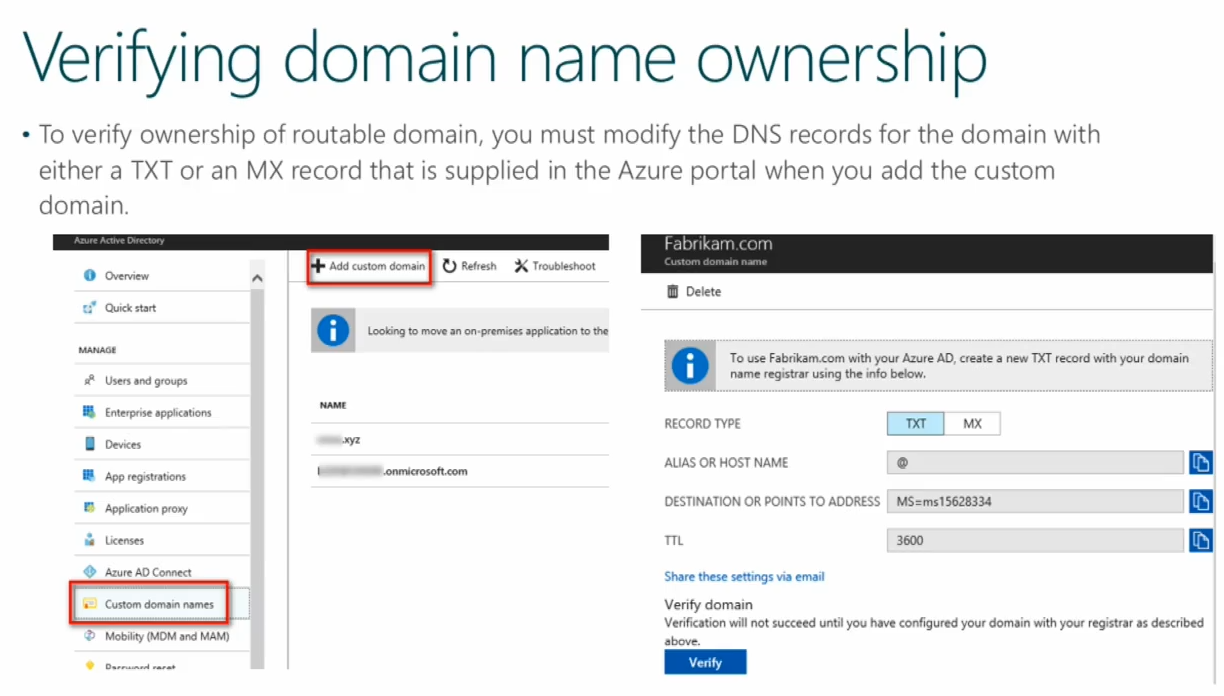 Verifying domain name ownership
• To verify ownership of routable domain, you must modify the DNS records for the domain with
either a TXT or an MX record that is supplied in the Azure portal when you add the custom
domain.
Azure Active Directory
Overview
Quick start
MANAGE
Users and groups
Enterprise applications
Devices
App registrations
Application proxy
Licenses
Azure AD Connect
Custom domain names
Mobility (MDM and MAM)
Password reset
Add custom domain
Refresh
Troubleshoot
Looking to move an on-premises application to the
NAME
.xyz
.onmicrosoft.com
Fabrikam.com
Custom domain name
Delete
To use Fabrikam.com with your Azure AD, create a new TXT record with your domain
name registrar using the info below.
RECORD TYPE
TXT
MX
ALIAS OR HOST NAME
@
DESTINATION OR POINTS TO ADDRESS
MS=ms15628334
TTL
3600
Share these settings via email
Verify domain
Verification will not succeed until you have configured your domain with your registrar as described
above.
Verify